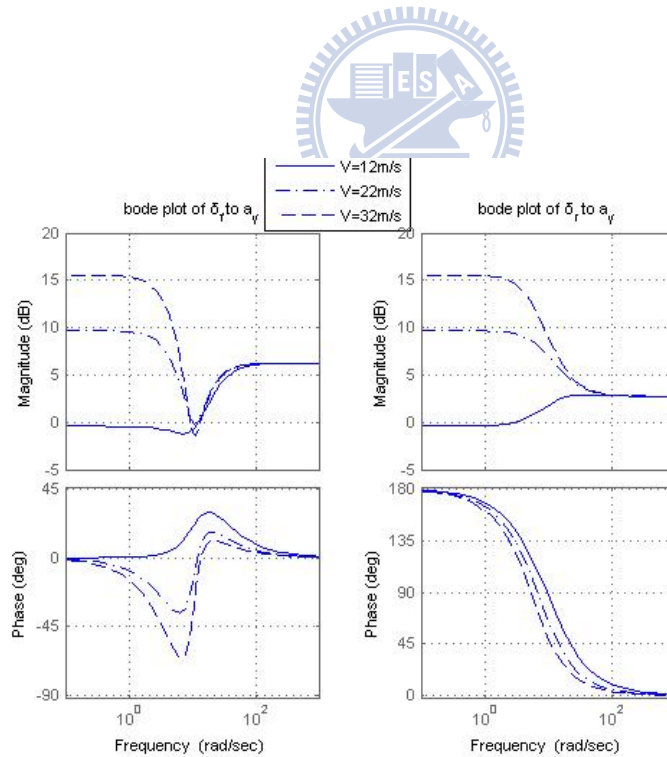 E S A
V=12m/s
V=22m/s
V=32m/s
bode plot of δf to ay
bode plot of δr to ay
20
15
10
5
0
-5
Magnitude (dB)
20
15
10
5
0
-5
Magnitude (dB)
45
0
-45
-90
Phase (deg)
10^0
10^2
Frequency (rad/sec)
180
135
90
45
0
Phase (deg)
10^0
10^2
Frequency (rad/sec)